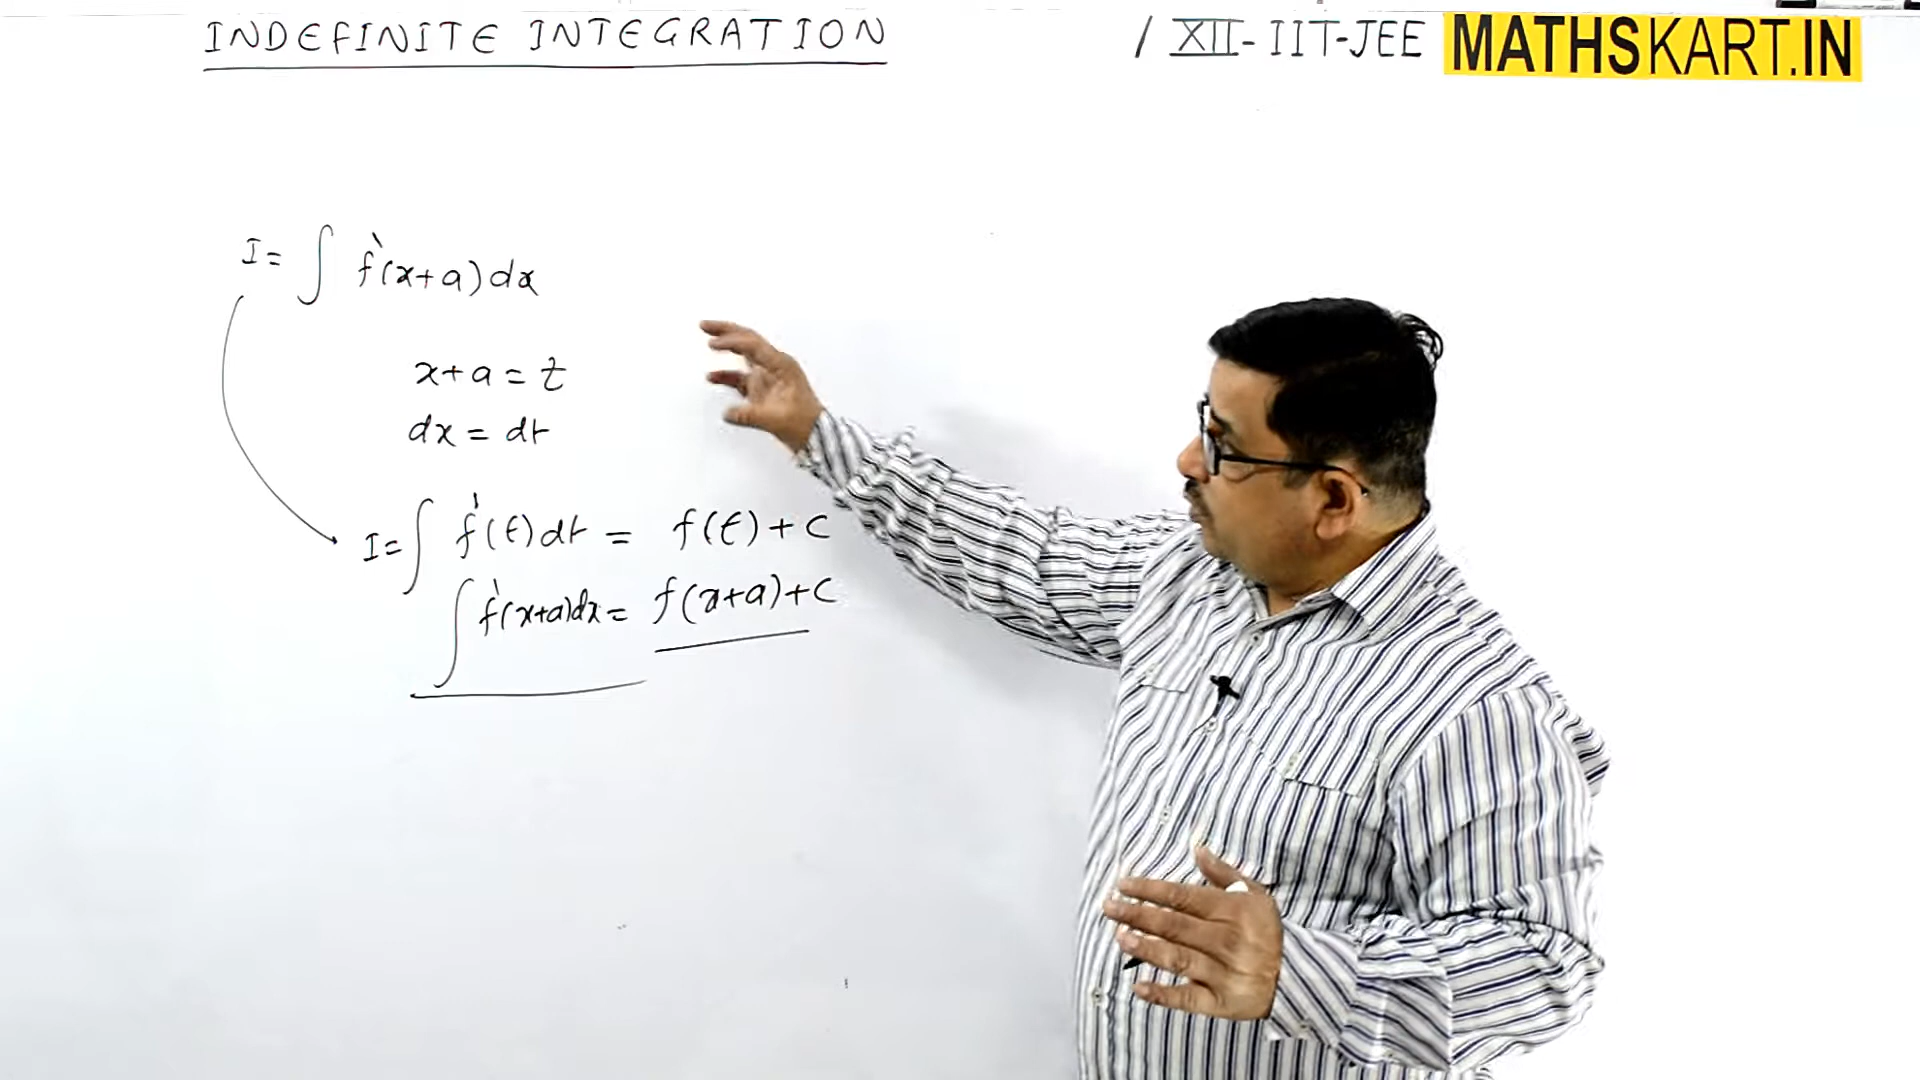 INDEFINITE INTEGRATION / XII-IIT-JEE MATHSKART.IN
I = ∫ f'(x+a)dx
x+a = t
dx = dt
I = ∫ f'(t)dt = f(t)+c
∫ f'(x+a)dx = f(x+a)+c